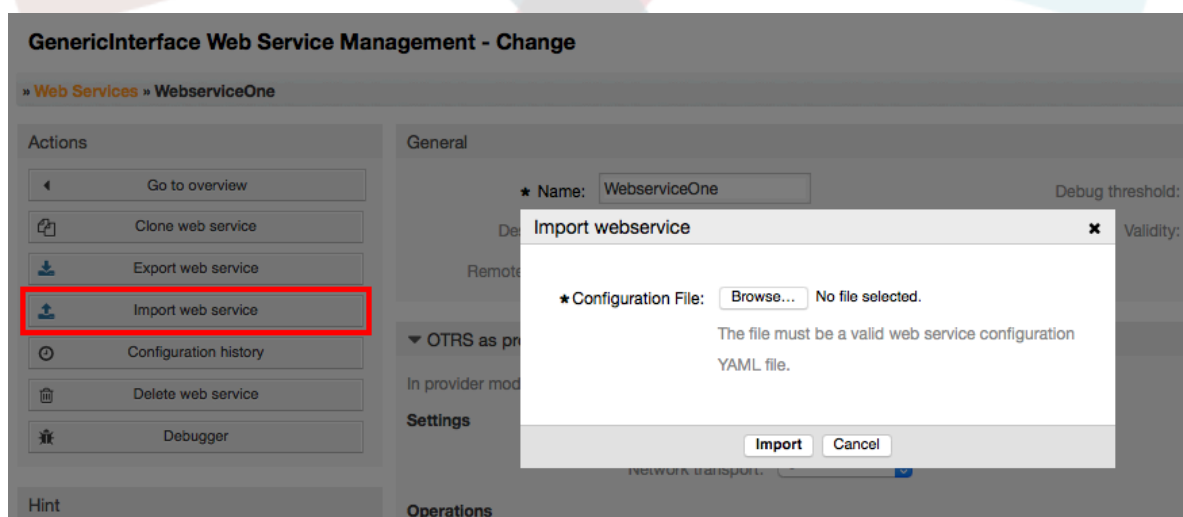 GenericInterface Web Service Management - Change
» Web Services » WebserviceOne
Actions
Go to overview
Clone web service
Export web service
Import web service
Configuration history
Delete web service
Debugger
Hint
General
★ Name: WebserviceOne
Debug threshold:
Validity:
Remote
OTRS as
In provider mod
Settings
Network transport:
Operations
Import webservice
★ Configuration File: Browse... No file selected.
The file must be a valid web service configuration
YAML file.
Import Cancel